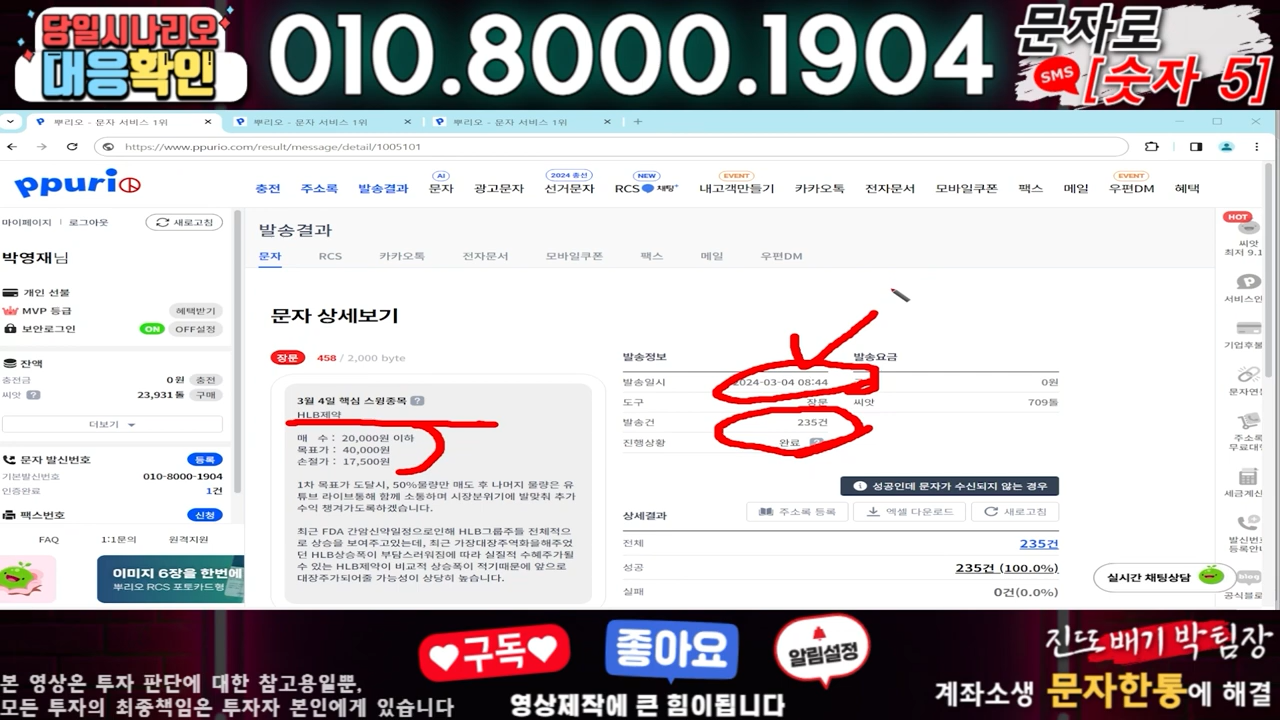 당일시나리오
대응확인
010.8000.1904
문자로
SMS [숫자 5]
뿌리오 - 문자 서비스 1위
뿌리오 - 문자 서비스 1위
뿌리오 - 문자 서비스 1위
https://www.ppurio.com/result/message/detail/1005101
ppurio
충전
주소록
발송결과
AI
문자
광고문자
2024 총선
선거문자
NEW
RCS 채팅+
EVENT
내고객만들기
카카오톡
전자문서
모바일쿠폰
팩스
메일
EVENT
우편DM
혜택
마이페이지 | 로그아웃
새로고침
박영재님
개인 선불
MVP 등급
혜택받기
보안로그인
ON
OFF설정
잔액
충전금
0 원
충전
씨앗 ?
23,931 톨
구매
더보기
문자 발신번호
등록
기본발신번호
010-8000-1904
인증완료
1건
팩스번호
신청
FAQ
1:1문의
원격지원
이미지 6장을 한번에
뿌리오 RCS 포토카드형
발송결과
문자
RCS
카카오톡
전자문서
모바일쿠폰
팩스
메일
우편DM
문자 상세보기
장문 458 / 2,000 byte
3월 4일 핵심 스윙종목 ?
HLB제약
매 수 : 20,000원 이하
목표가 : 40,000원
손절가 : 17,500원
1차 목표가 도달시, 50%물량만 매도 후 나머지 물량은 유
튜브 라이브통해 함께 소통하며 시장분위기에 발맞춰 추가
수익 챙겨가도록하겠습니다.
최근 FDA 간암신약일정으로인해 HLB그룹주들 전체적으
로 상승을 보여주고있는데, 최근 가장대장주역화를해주었
던 HLB상승폭이 부담스러워짐에 따라 실질적 수혜주가될
수 있는 HLB제약이 비교적 상승폭이 적기때문에 앞으로
대장주가되어줄 가능성이 상당히 높습니다.
발송정보
발송일시
2024-03-04 08:44
도구
장문
발송건
235건
진행상황
완료 ?
발송요금
0원
씨앗
709톨
성공인데 문자가 수신되지 않는 경우
상세결과
주소록 등록
엑셀 다운로드
새로고침
전체
235건
성공
235건 (100.0%)
실패
0건(0.0%)
HOT
씨앗
최저 9.1
서비스인
기업후불
문자연
주소록
무료대
세금계산
발신번호
등록안
실시간 채팅상담
blog
공식블로
본 영상은 투자 판단에 대한 참고용일뿐,
모든 투자의 최종책임은 투자자 본인에게 있습니다
구독
좋아요
알림설정
영상제작에 큰 힘이됩니다
진또배기 박팀장
계좌소생 문자한통에 해결